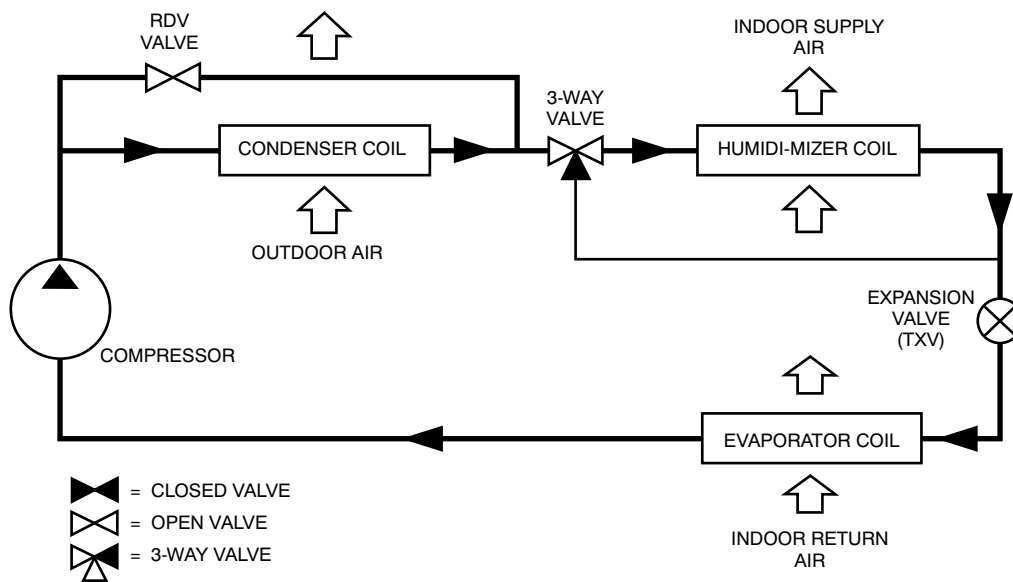 RDV
VALVE
INDOOR SUPPLY
AIR
3-WAY
VALVE
CONDENSER COIL
HUMIDI-MIZER COIL
OUTDOOR AIR
EXPANSION
VALVE
(TXV)
COMPRESSOR
EVAPORATOR COIL
= CLOSED VALVE
= OPEN VALVE
= 3-WAY VALVE
INDOOR RETURN
AIR